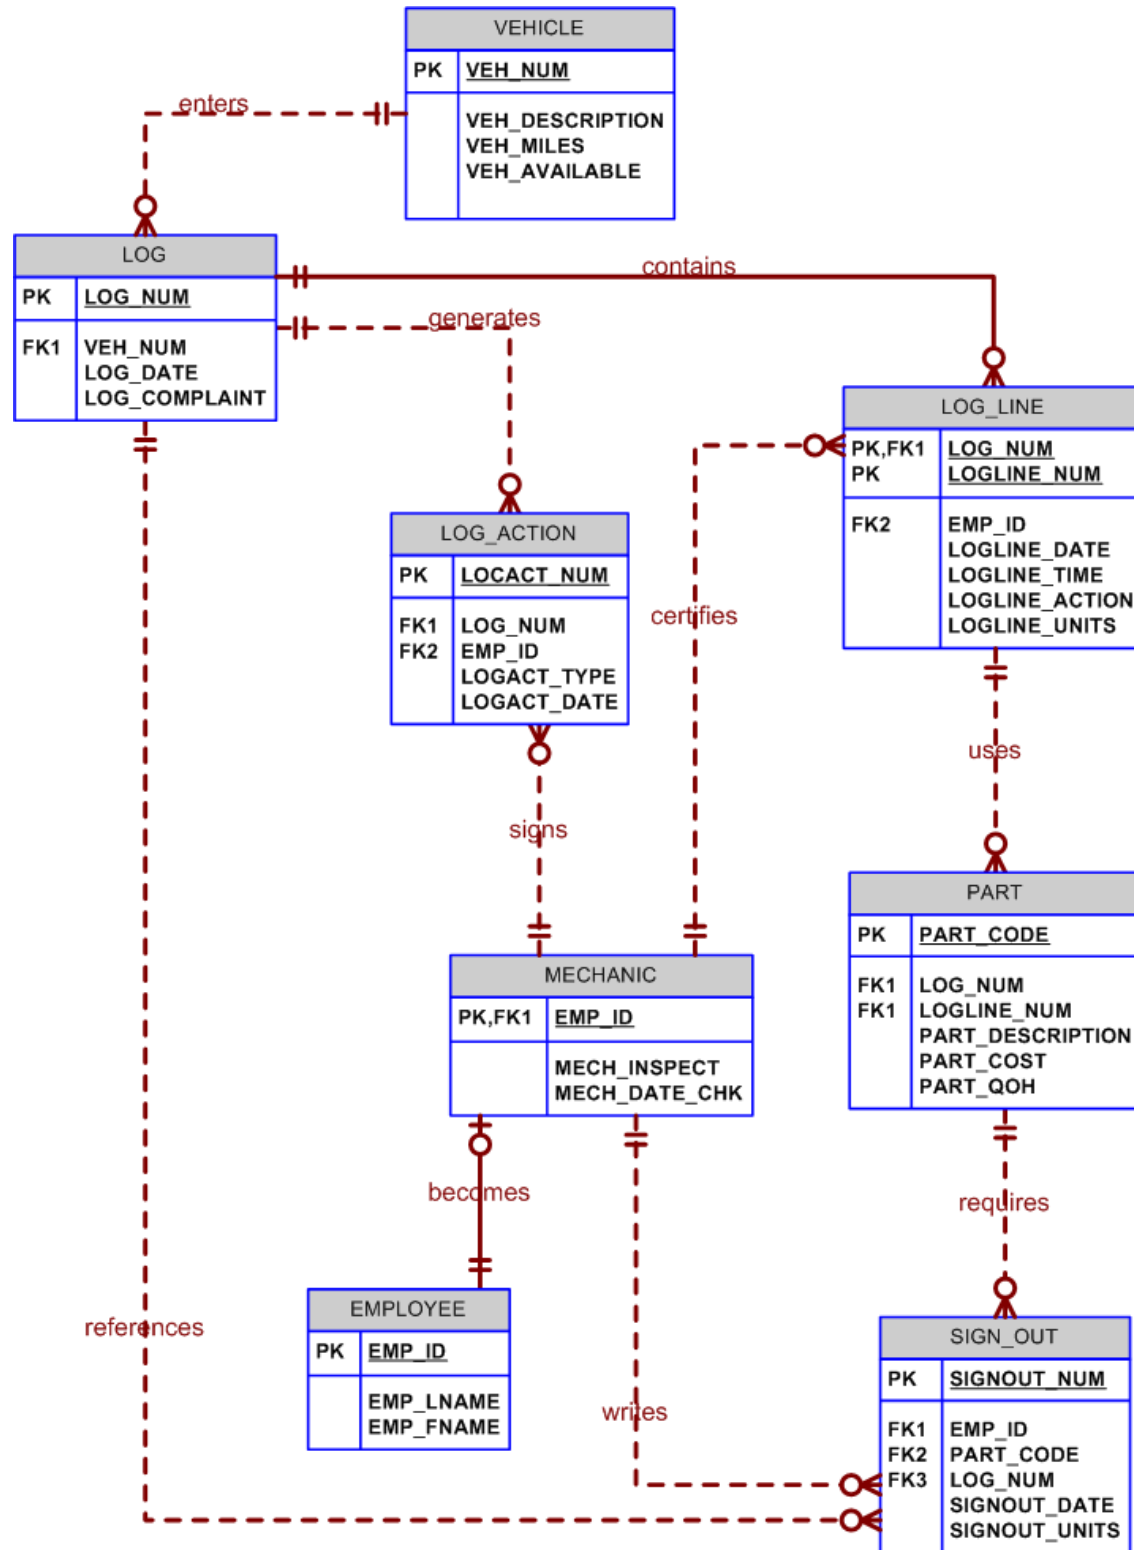 VEHICLE
PK VEH_NUM
VEH_DESCRIPTION
VEH_MILES
VEH_AVAILABLE
enters
LOG
PK LOG_NUM
FK1 VEH_NUM
LOG_DATE
LOG_COMPLAINT
contains
generates
LOG_LINE
PK,FK1 LOG_NUM
PK LOGLINE_NUM
FK2 EMP_ID
LOGLINE_DATE
LOGLINE_TIME
LOGLINE_ACTION
LOGLINE_UNITS
LOG_ACTION
PK LOCACT_NUM
FK1 LOG_NUM
FK2 EMP_ID
LOGACT_TYPE
LOGACT_DATE
certifies
uses
signs
PART
PK PART_CODE
FK1 LOG_NUM
FK1 LOGLINE_NUM
PART_DESCRIPTION
PART_COST
PART_QOH
MECHANIC
PK,FK1 EMP_ID
MECH_INSPECT
MECH_DATE_CHK
becomes
requires
EMPLOYEE
PK EMP_ID
EMP_LNAME
EMP_FNAME
references
writes
SIGN_OUT
PK SIGNOUT_NUM
FK1 EMP_ID
FK2 PART_CODE
FK3 LOG_NUM
SIGNOUT_DATE
SIGNOUT_UNITS